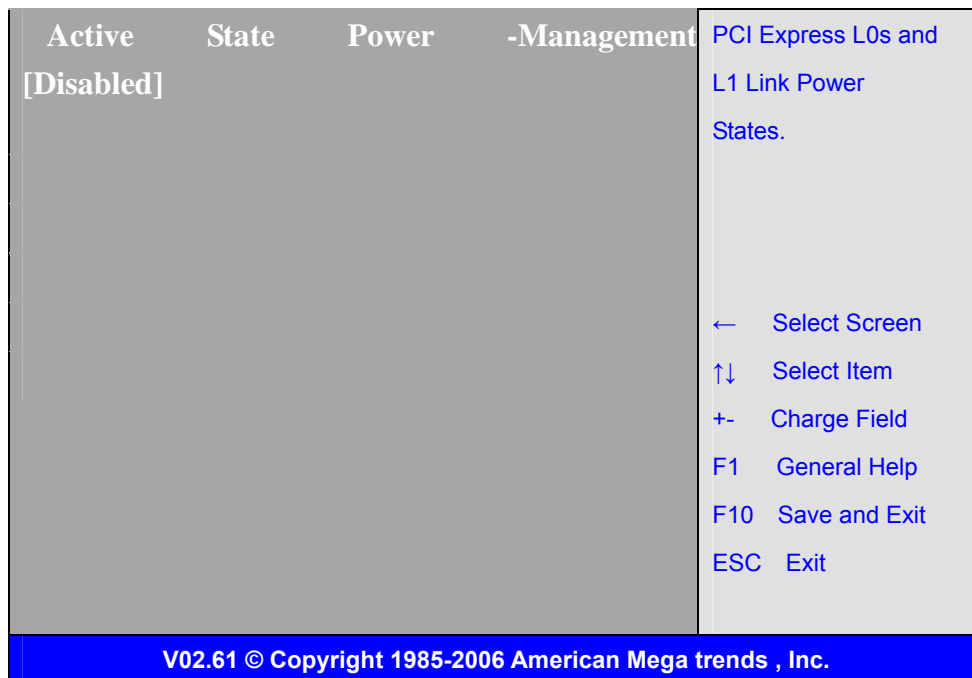 Active State Power -Management
[Disabled]
PCI Express L0s and
L1 Link Power
States.
← Select Screen
↑↓ Select Item
+- Charge Field
F1 General Help
F10 Save and Exit
ESC Exit
V02.61 © Copyright 1985-2006 American Mega trends , Inc.